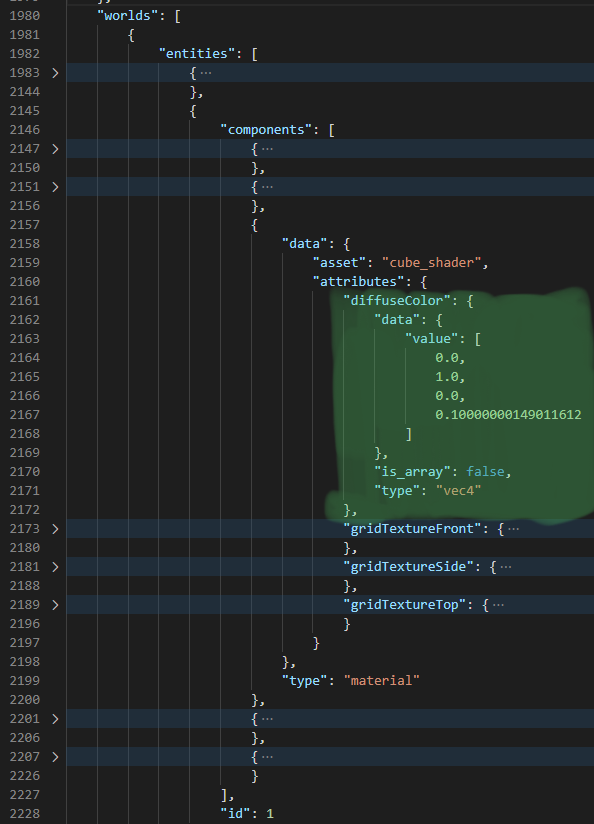 1980 "worlds": [
1981 {
1982 "entities": [
1983 > { ...
2144 },
2145 {
2146 "components": [
2147 > { ...
2150 },
2151 > { ...
2156 },
2157 {
2158 "data": {
2159 "asset": "cube_shader",
2160 "attributes": {
2161 "diffuseColor": {
2162 "data": {
2163 "value": [
2164 0.0,
2165 1.0,
2166 0.0,
2167 0.10000000149011612
2168 ]
2169 },
2170 "is_array": false,
2171 "type": "vec4"
2172 },
2173 > "gridTextureFront": { ...
2180 },
2181 > "gridTextureSide": { ...
2188 },
2189 > "gridTextureTop": { ...
2196 }
2197 }
2198 },
2199 "type": "material"
2200 },
2201 > { ...
2206 },
2207 > { ...
2226 }
2227 ],
2228 "id": 1